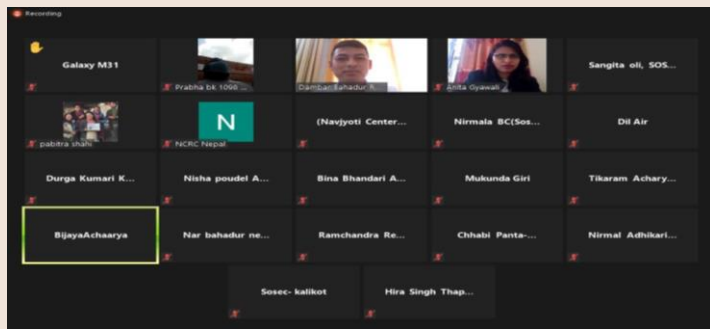 Recording
Galaxy M31
Prabha bk 1098 ...
Dambar Bahadur R...
Anita Gyawali
Sangita oli, SOS...
pabitra shahi
N
NCRC Nepal
(Navjyoti Center...
Nirmala BC(Sos...
Dil Air
Durga Kumari K...
Nisha poudel A...
Bina Bhandari A...
Mukunda Giri
Tikaram Achary...
BijayaAchaarya
Nar bahadur ne...
Ramchandra Re...
Chhabi Panta-...
Nirmal Adhikari...
Sosec- kalikot
Hira Singh Thap...